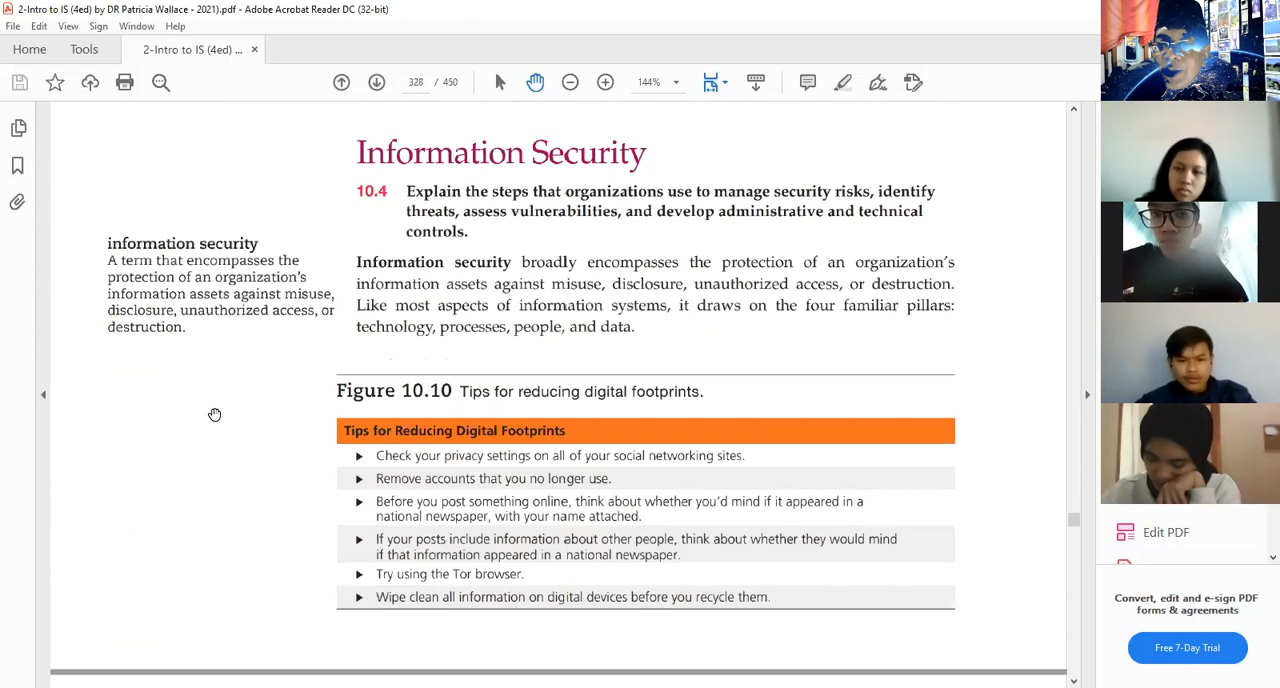 2-Intro to IS (4ed) by DR Patricia Wallace - 2021).pdf - Adobe Acrobat Reader DC (32-bit)
File Edit View Sign Window Help
Home Tools 2-Intro to IS (4ed) ... ×
328 / 450 144%
Information Security
10.4 Explain the steps that organizations use to manage security risks, identify
threats, assess vulnerabilities, and develop administrative and technical
controls.
information security
A term that encompasses the
protection of an organization's
information assets against misuse,
disclosure, unauthorized access, or
destruction.
Information security broadly encompasses the protection of an organization's
information assets against misuse, disclosure, unauthorized access, or destruction.
Like most aspects of information systems, it draws on the four familiar pillars:
technology, processes, people, and data.
Figure 10.10 Tips for reducing digital footprints.
Tips for Reducing Digital Footprints
Check your privacy settings on all of your social networking sites.
Remove accounts that you no longer use.
Before you post something online, think about whether you'd mind if it appeared in a
national newspaper, with your name attached.
If your posts include information about other people, think about whether they would mind
if that information appeared in a national newspaper.
Try using the Tor browser.
Wipe clean all information on digital devices before you recycle them.
Edit PDF
Convert, edit and e-sign PDF
forms & agreements
Free 7-Day Trial